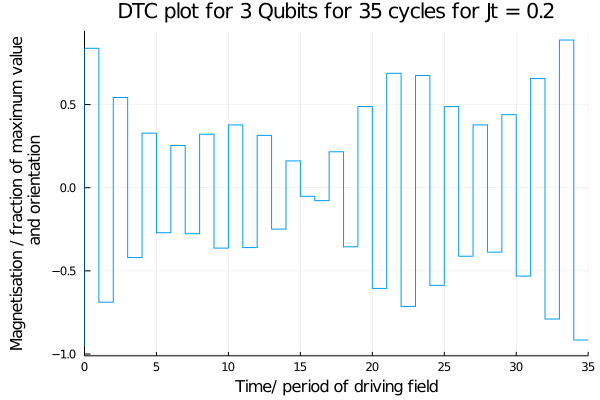 DTC plot for 3 Qubits for 35 cycles for Jt = 0.2
Magnetisation / fraction of maximum value
and orientation
0.5
0.0
−0.5
−1.0
0 5 10 15 20 25 30 35
Time/ period of driving field